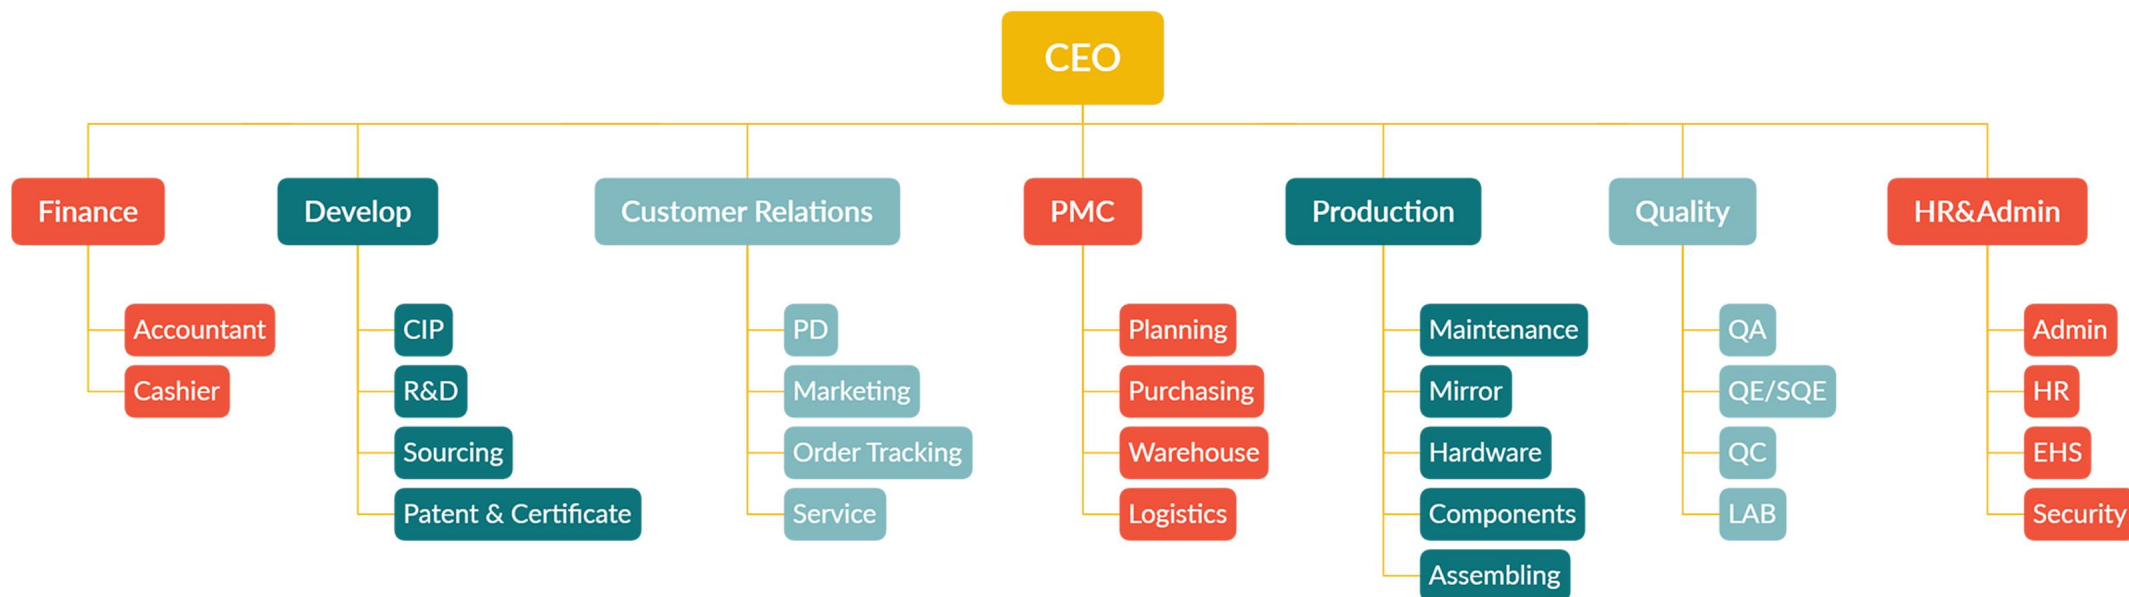 CEO
Finance
Develop
Customer Relations
PMC
Production
Quality
HR&Admin
Accountant
Cashier
CIP
R&D
Sourcing
Patent & Certificate
PD
Marketing
Order Tracking
Service
Planning
Purchasing
Warehouse
Logistics
Maintenance
Mirror
Hardware
Components
Assembling
QA
QE/SQE
QC
LAB
Admin
HR
EHS
Security